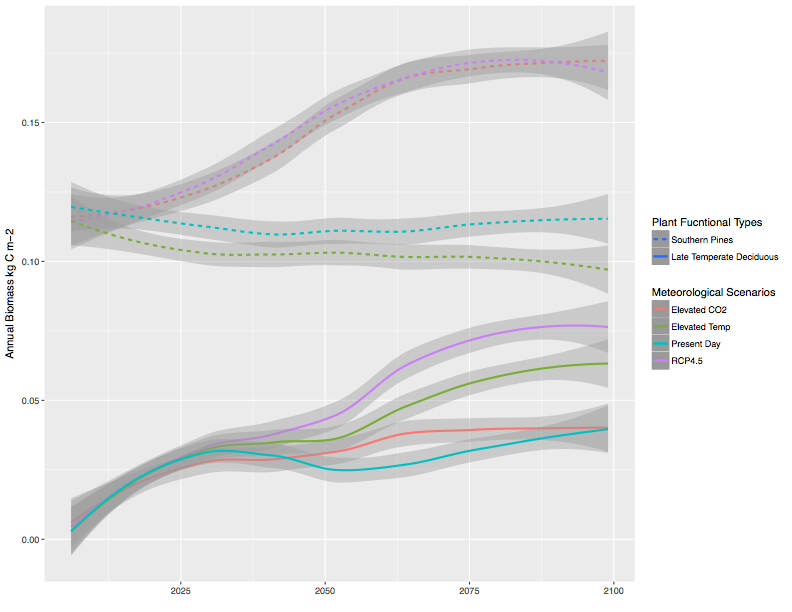 Annual Biomass kg C m−2
0.15
0.10
0.05
0.00
2025
2050
2075
2100
Plant Fucntional Types
Southern Pines
Late Temperate Deciduous
Meteorological Scenarios
Elevated CO2
Elevated Temp
Present Day
RCP4.5